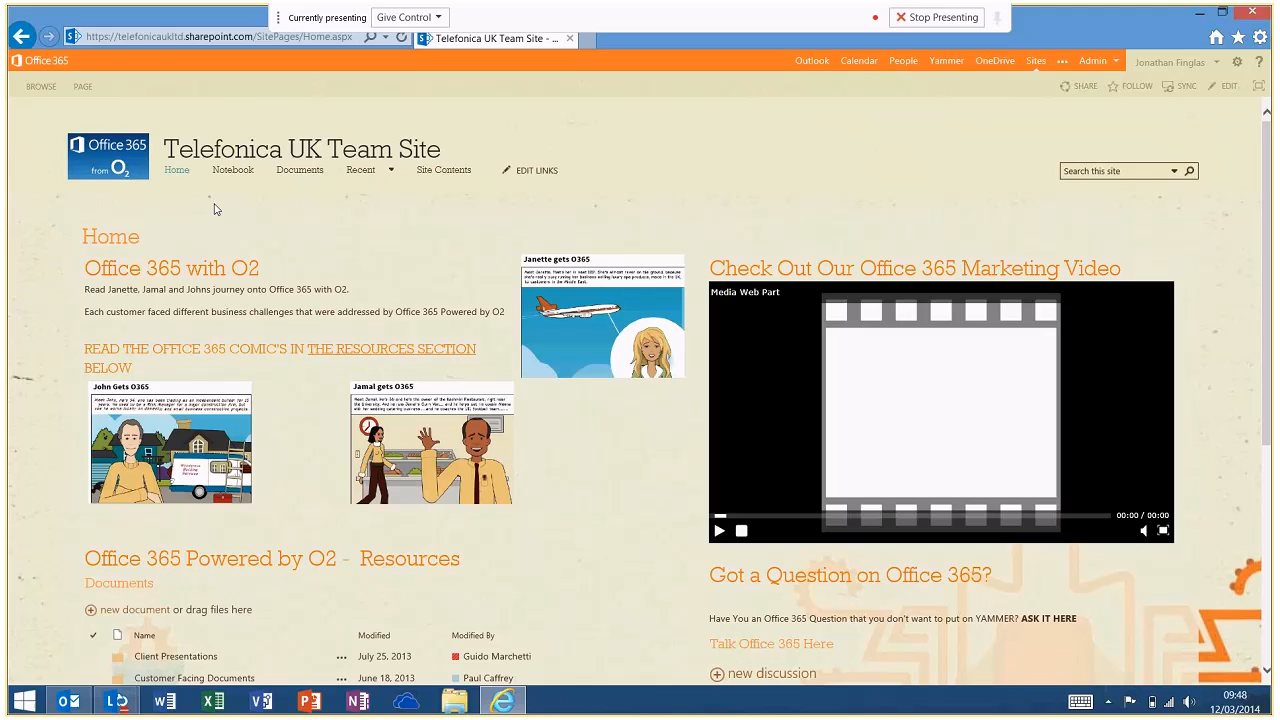 Currently presenting
Give Control
Stop Presenting
https://telefonicaukltd.sharepoint.com/SitePages/Home.aspx
Telefonica UK Team Site - ...
Office 365
Outlook Calendar People Yammer OneDrive Sites ... Admin
Jonathan Finglas
BROWSE PAGE
SHARE FOLLOW SYNC EDIT
Office 365
from O2
Telefonica UK Team Site
Home Notebook Documents Recent Site Contents EDIT LINKS
Search this site
Home
Office 365 with O2
Read Janette, Jamal and Johns journey onto Office 365 with O2.
Each customer faced different business challenges that were addressed by Office 365 Powered by O2
READ THE OFFICE 365 COMIC'S IN THE RESOURCES SECTION
BELOW
Janette gets O365
John Gets O365
Jamal gets O365
Check Out Our Office 365 Marketing Video
Media Web Part
00:00 / 00:00
Office 365 Powered by O2 - Resources
Documents
new document or drag files here
Name Modified Modified By
Client Presentations ... July 25, 2013 Guido Marchetti
Customer Facing Documents ... June 18, 2013 Paul Caffrey
Got a Question on Office 365?
Have You an Office 365 Question that you don't want to put on YAMMER? ASK IT HERE
Talk Office 365 Here
new discussion
09:48
12/03/2014